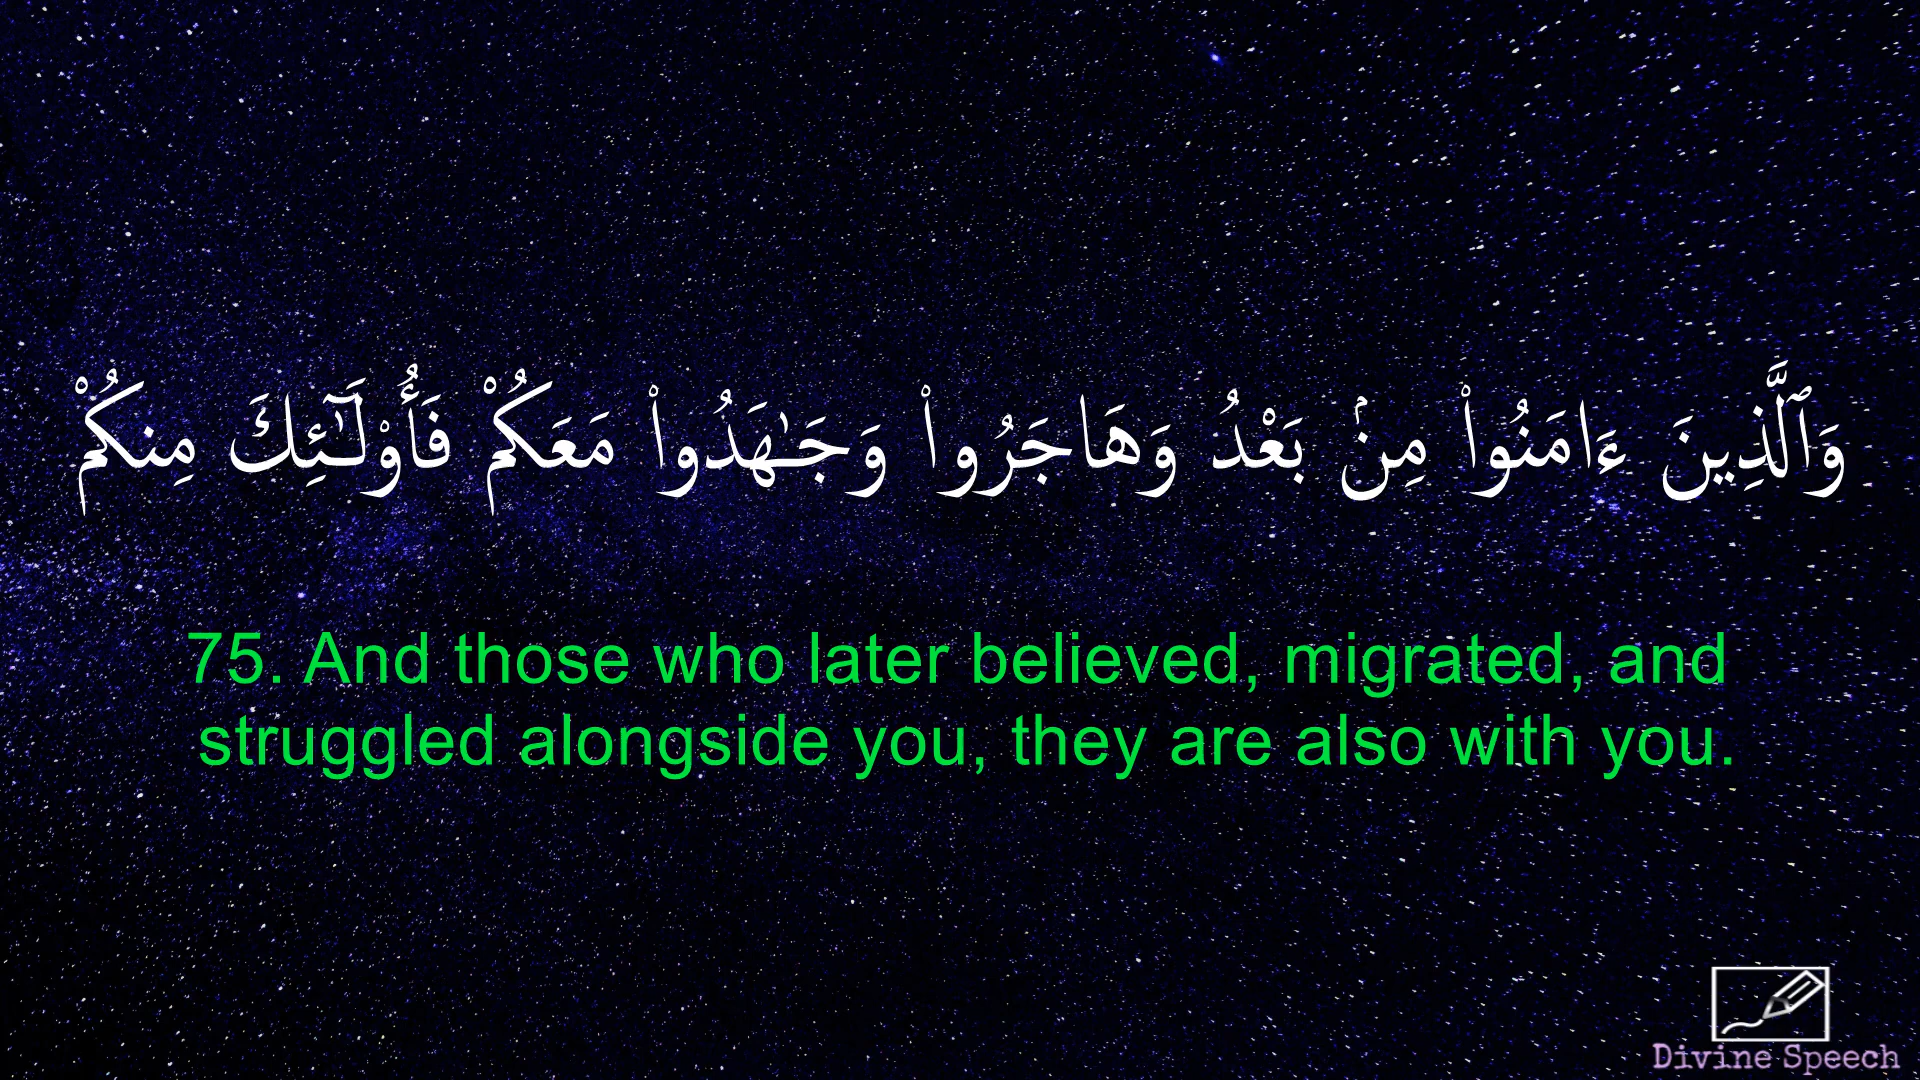 وَٱلَّذِينَ ءَامَنُوا۟ مِنۢ بَعْدُ وَهَاجَرُوا۟ وَجَـٰهَدُوا۟ مَعَكُمْ فَأُو۟لَـٰٓئِكَ مِنكُمْ
75. And those who later believed, migrated, and
struggled alongside you, they are also with you.
Divine Speech